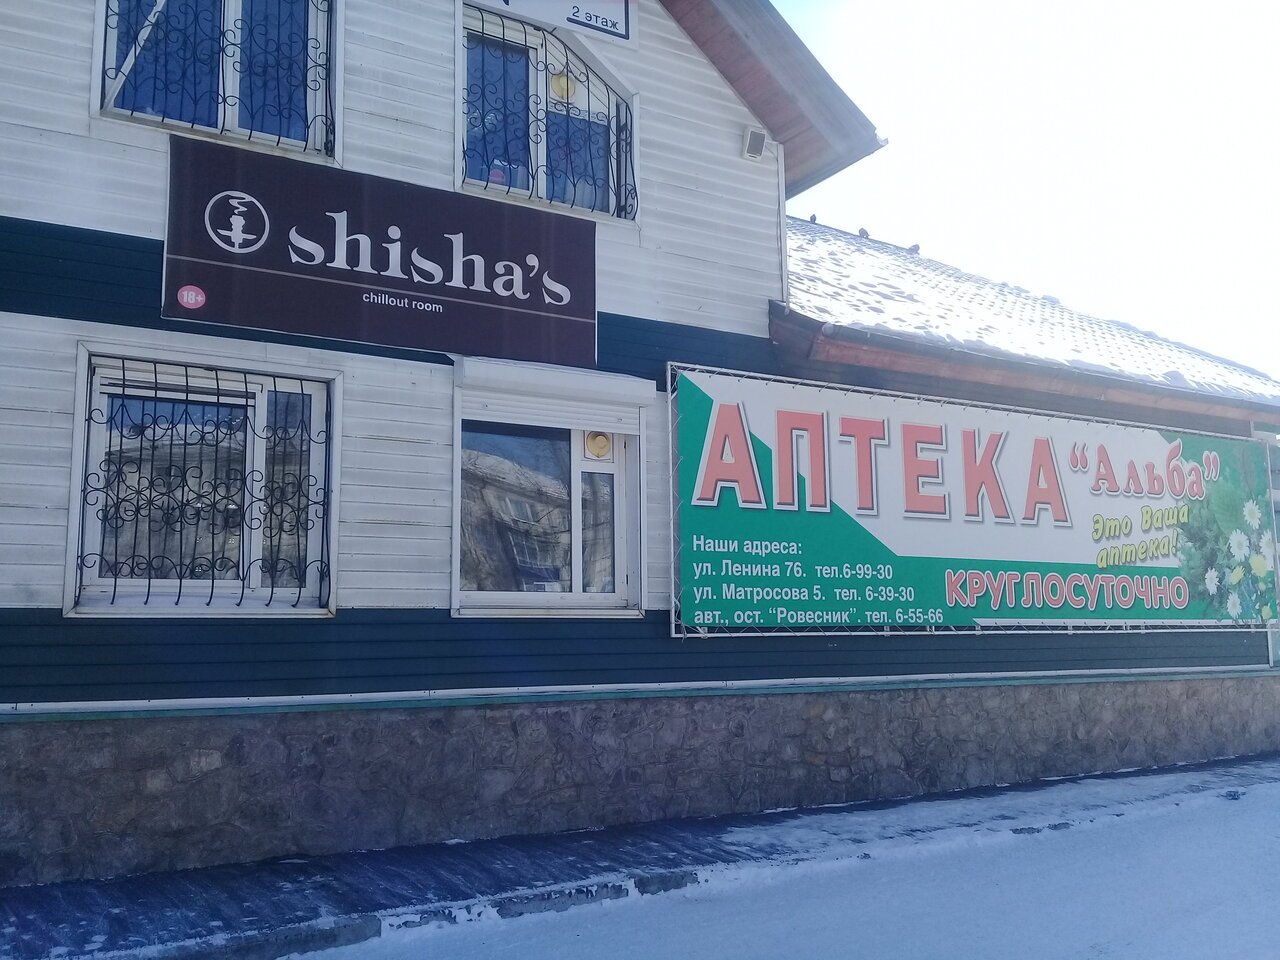 2 этаж
shisha's
chillout room
18+
АПТЕКА "Альба"
Это Ваша
аптека!
Наши адреса:
ул. Ленина 76. тел.6-99-30
ул. Матросова 5. тел. 6-39-30
авт., ост. "Ровесник". тел. 6-55-66
КРУГЛОСУТОЧНО